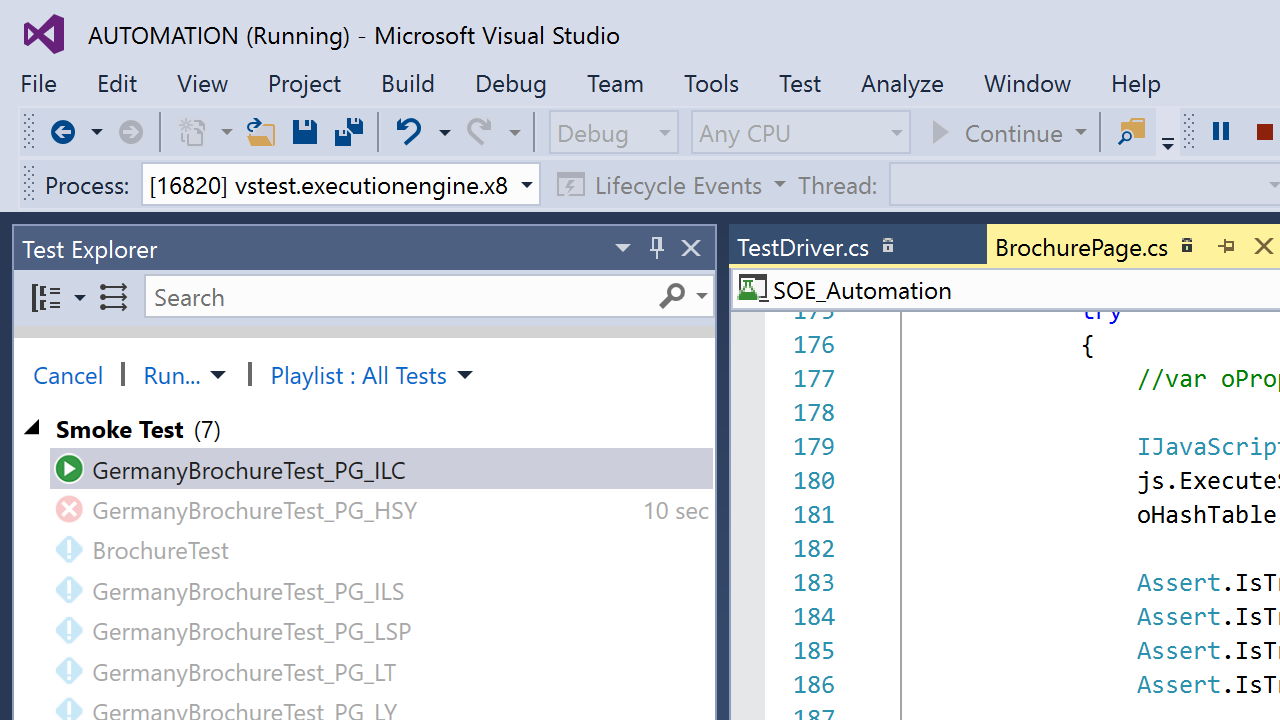 AUTOMATION (Running) - Microsoft Visual Studio
File Edit View Project Build Debug Team Tools Test Analyze Window Help
Debug Any CPU Continue
Process: [16820] vstest.executionengine.x8 Lifecycle Events Thread:
Test Explorer
Search
Cancel | Run... | Playlist : All Tests
Smoke Test (7)
GermanyBrochureTest_PG_ILC
GermanyBrochureTest_PG_HSY 10 sec
BrochureTest
GermanyBrochureTest_PG_ILS
GermanyBrochureTest_PG_LSP
GermanyBrochureTest_PG_LT
GermanyBrochureTest_PG_LY
TestDriver.cs BrochurePage.cs
SOE_Automation
175 try
176 {
177 //var oProp
178
179 IJavaScript
180 js.ExecuteS
181 oHashTable
182
183 Assert.IsTr
184 Assert.IsTr
185 Assert.IsTr
186 Assert.IsTr
187